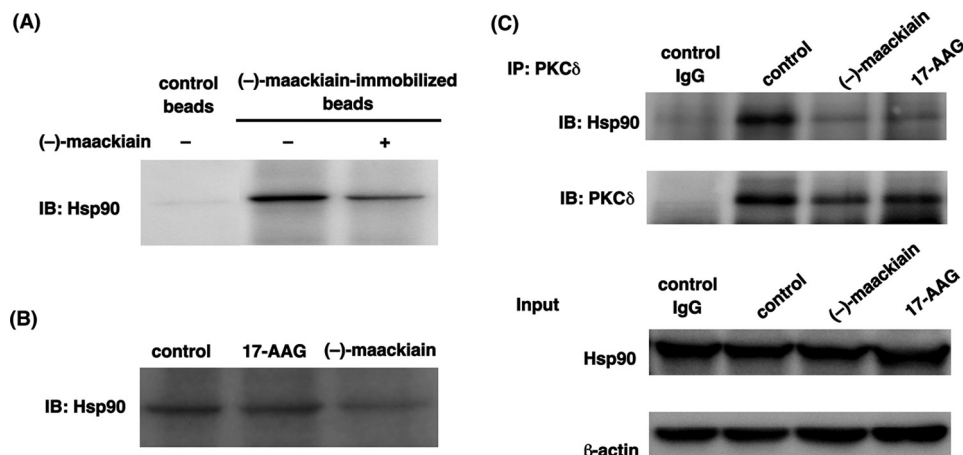 (A)
control
beads
(–)-maackiain-immobilized
beads
(–)-maackiain
– – +
IB: Hsp90
(B)
control 17-AAG (–)-maackiain
IB: Hsp90
(C)
IP: PKCδ
control
IgG
control
(–)-maackiain
17-AAG
IB: Hsp90
IB: PKCδ
Input
control
IgG
control
(–)-maackiain
17-AAG
Hsp90
β-actin